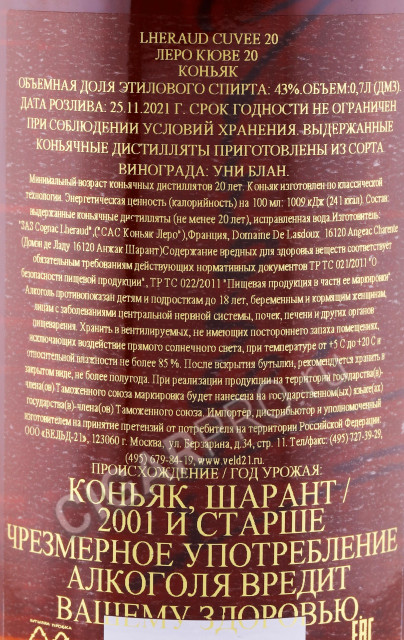 LHERAUD CUVEE 20
ЛЕРО КЮВЕ 20
КОНЬЯК
ОБЪЕМНАЯ ДОЛЯ ЭТИЛОВОГО СПИРТА: 43%.ОБЪЕМ:0,7Л (ДМ3).
ДАТА РОЗЛИВА: 25.11.2021 Г. СРОК ГОДНОСТИ НЕ ОГРАНИЧЕН
ПРИ СОБЛЮДЕНИИ УСЛОВИЙ ХРАНЕНИЯ. ВЫДЕРЖАННЫЕ
КОНЬЯЧНЫЕ ДИСТИЛЛЯТЫ ПРИГОТОВЛЕНЫ ИЗ СОРТА
ВИНОГРАДА: УНИ БЛАН.
Минимальный возраст коньячных дистиллятов 20 лет. Коньяк изготовлен по классической
технологии. Энергетическая ценность (калорийность) на 100 мл: 1009 кДж (241 ккал). Состав:
выдержанные коньячные дистилляты (не менее 20 лет), исправленная вода.Изготовитель:
"ЗАЗ Cognac Lheraud",("САС Коньяк Леро"),Франция, Domaine De Lasdoux 16120 Angeac Charente
(Домэн де Ладу 16120 Анжак Шарант)Содержание вредных для здоровья веществ соответствует
обязательным требованиям действующих нормативных документов ТР ТС 021/2011 "О
безопасности пищевой продукции", ТР ТС 022/2011 "Пищевая продукция в части ее маркировки".
Алкоголь противопоказан детям и подросткам до 18 лет, беременным и кормящим женщинам,
лицам с заболеваниями центральной нервной системы, почек, печени и других органов
пищеварения. Хранить в вентилируемых, не имеющих постороннего запаха помещениях,
исключающих воздействие прямого солнечного света, при температуре от +5 С до +20 С и
относительной влажности не более 85 %. После вскрытия бутылки, рекомендуется хранить в
закрытом виде, не более полугода. При реализации продукции на территории государства(в)-
члена(ов) Таможенного союза маркировка будет нанесена на государственном(ых) языке(ах)
государства(в)-члена(ов) Таможенного союза. Импортер, дистрибьютор и уполномоченный
изготовителем на принятие претензий от потребителя на территории Российской Федерации:
ООО «ВЕЛЬД-21», 123060 г. Москва, ул. Берзарина, д.34, стр. 11. Тел/факс: (495) 727-39-29,
(495) 679-84-19, www.veld21.ru.
ПРОИСХОЖДЕНИЕ / ГОД УРОЖАЯ:
КОНЬЯК, ШАРАНТ /
2001 И СТАРШЕ
ЧРЕЗМЕРНОЕ УПОТРЕБЛЕНИЕ
АЛКОГОЛЯ ВРЕДИТ
ВАШЕМУ ЗДОРОВЬЮ.
EAC